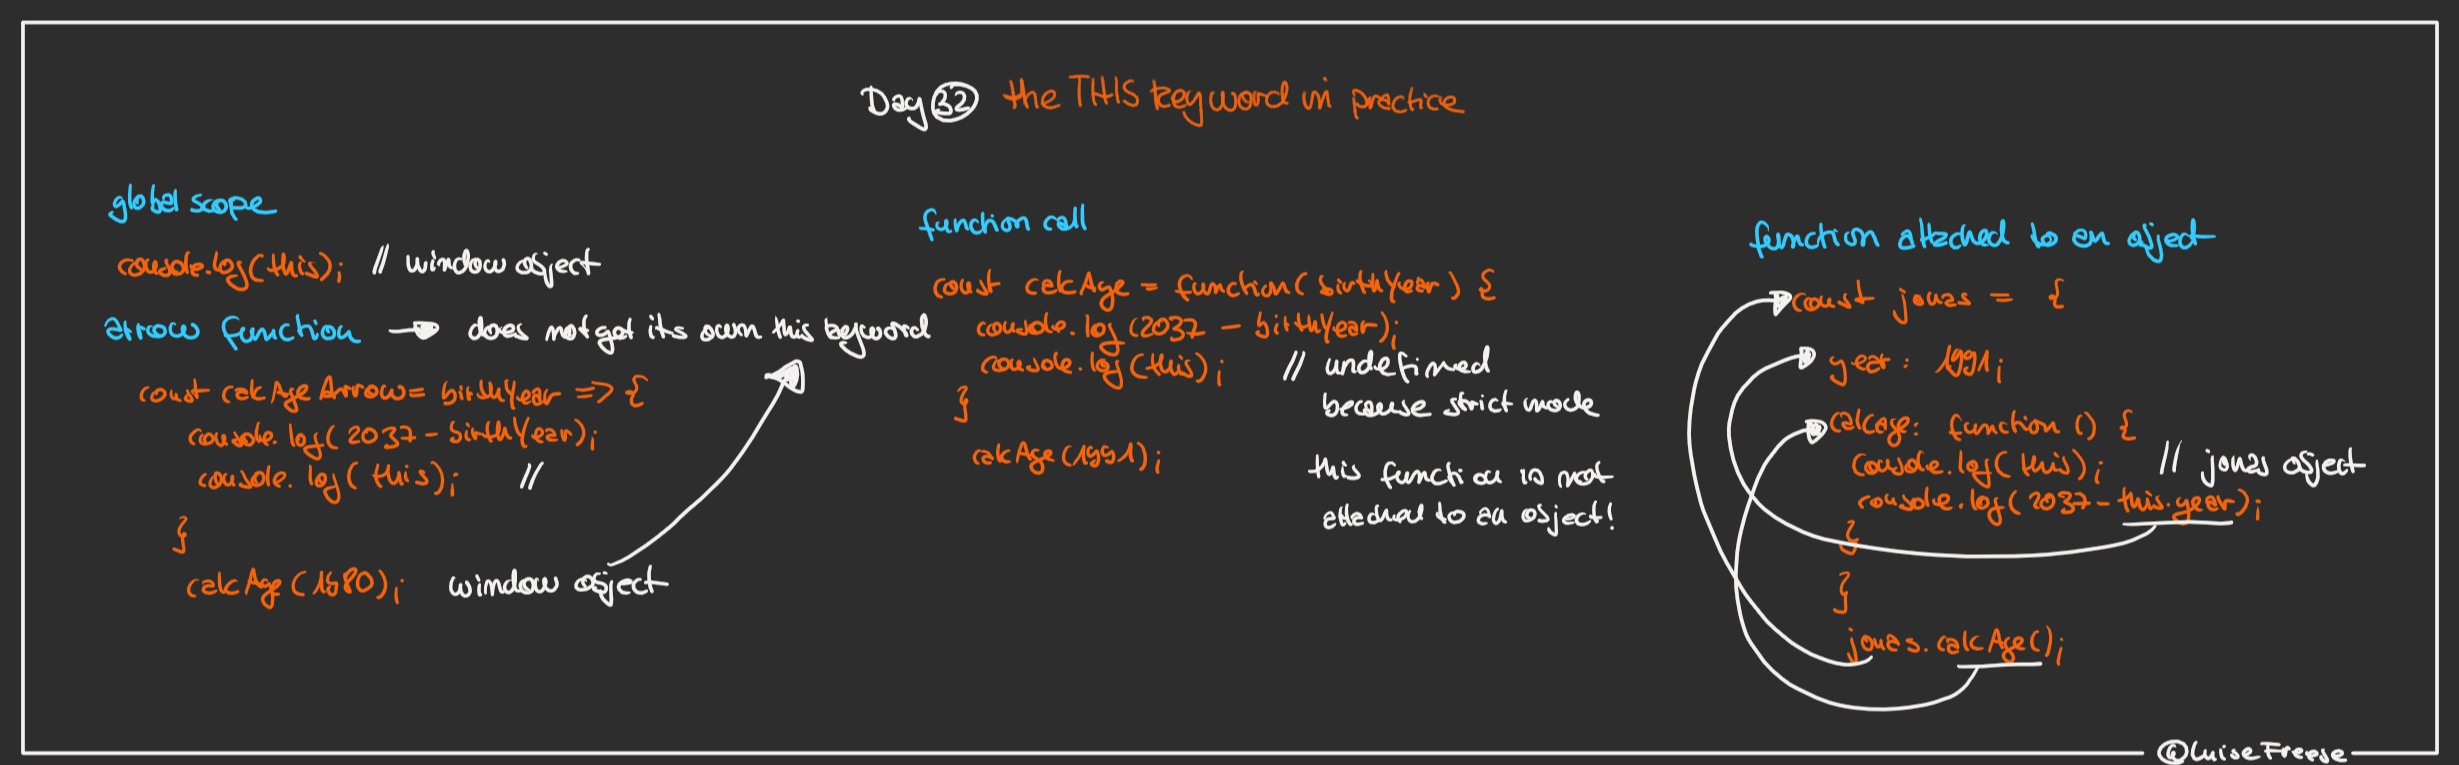 Day 32 the THIS keyword in practice
global scope
console.log(this); // window object
arrow function → does not get its own this keyword
const calcAgeArrow = birthYear => {
console.log(2037 - birthYear);
console.log(this); //
}
calcAge(1980); window object
function call
const calcAge = function(birthYear) {
console.log(2037 - birthYear);
console.log(this); // undefined
because strict mode
}
calcAge(1991);
this function is not
attached to an object!
function attached to an object
const jonas = {
year: 1991;
calcage: function () {
console.log(this); // jonas object
console.log(2037 - this.year);
}
}
jonas.calcAge();
@LuiseFreese